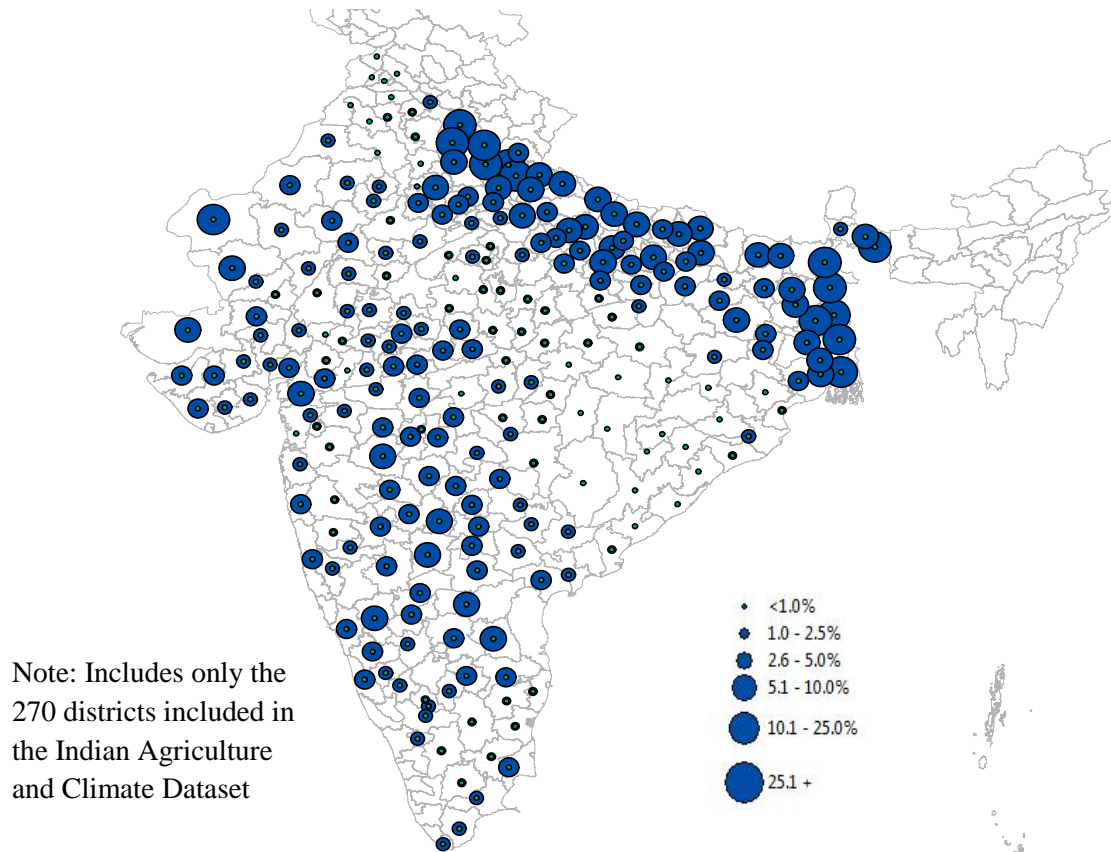 <1.0%
1.0 - 2.5%
2.6 - 5.0%
5.1 - 10.0%
10.1 - 25.0%
25.1 +
Note: Includes only the
270 districts included in
the Indian Agriculture
and Climate Dataset